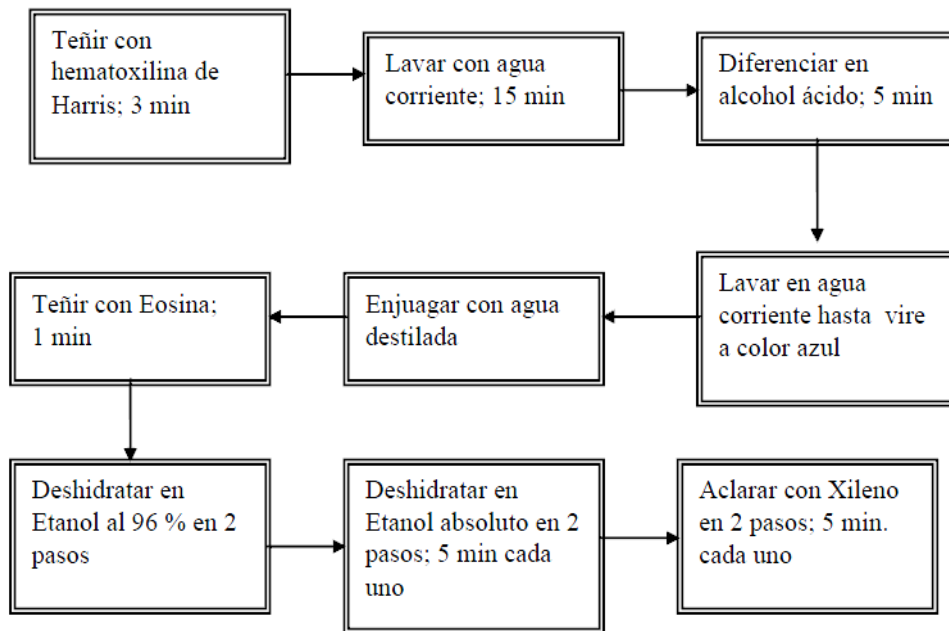 Teñir con
hematoxilina de
Harris; 3 min
Lavar con agua
corriente; 15 min
Diferenciar en
alcohol ácido; 5 min
Lavar en agua
corriente hasta  vire
a color azul
Enjuagar con agua
destilada
Teñir con Eosina;
1 min
Deshidratar en
Etanol al 96 % en 2
pasos
Deshidratar en
Etanol absoluto en 2
pasos; 5 min cada
uno
Aclarar con Xileno
en 2 pasos; 5 min.
cada uno